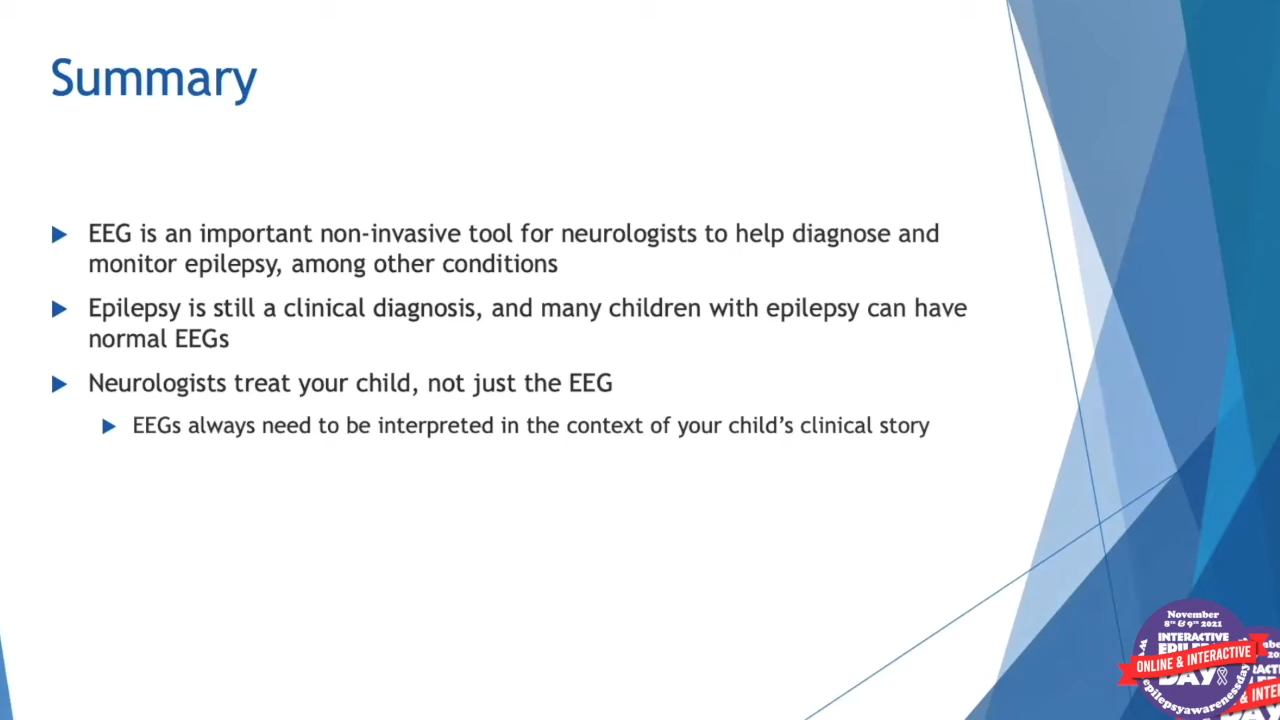 Summary
EEG is an important non-invasive tool for neurologists to help diagnose and
monitor epilepsy, among other conditions
Epilepsy is still a clinical diagnosis, and many children with epilepsy can have
normal EEGs
Neurologists treat your child, not just the EEG
EEGs always need to be interpreted in the context of your child's clinical story
November
8TH & 9TH 2021
INTERACTIVE
ONLINE & INTERACTIVE
DAY
epilepsyawarenessday